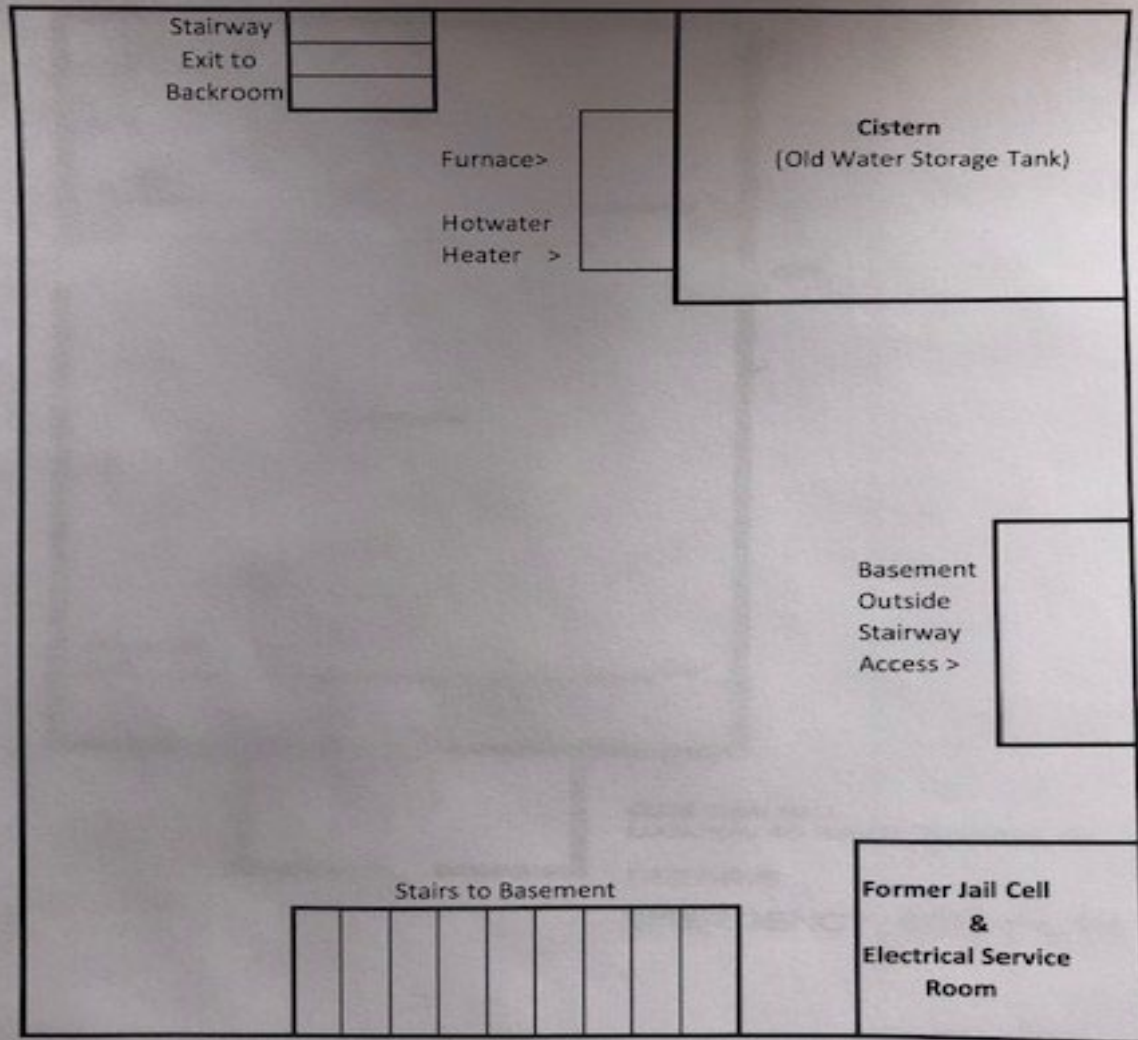 Stairway
Exit to
Backroom
Furnace>
Hotwater
Heater >
Cistern
(Old Water Storage Tank)
Basement
Outside
Stairway
Access >
Stairs to Basement
Former Jail Cell
&
Electrical Service
Room